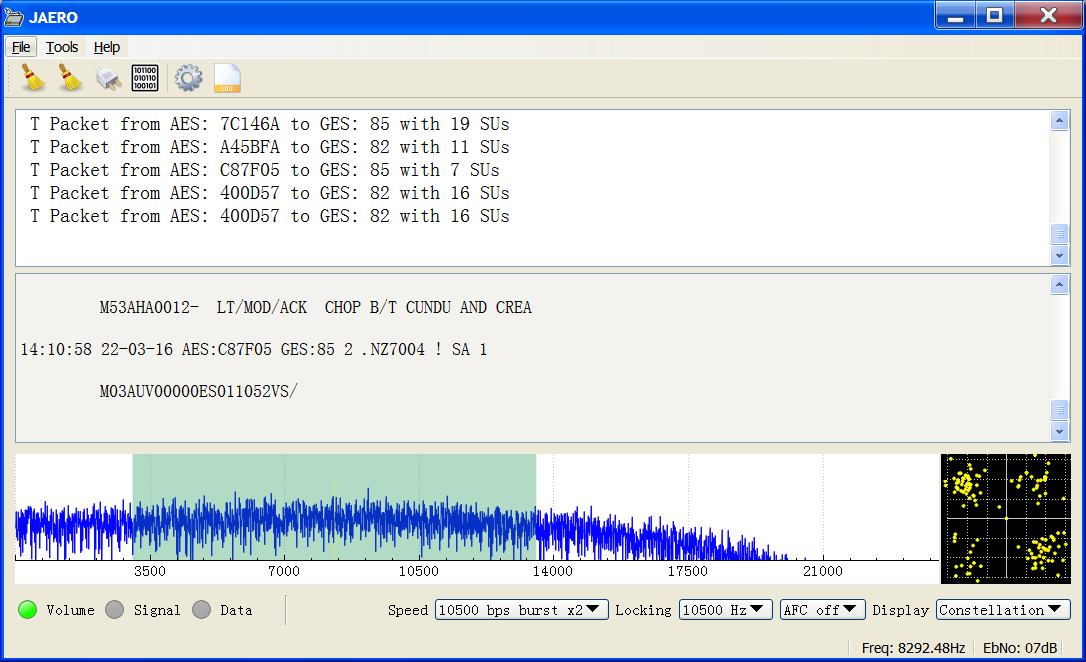 JAERO
File Tools Help
101100
010110
100101
LOG
T Packet from AES: 7C146A to GES: 85 with 19 SUs
T Packet from AES: A45BFA to GES: 82 with 11 SUs
T Packet from AES: C87F05 to GES: 85 with 7 SUs
T Packet from AES: 400D57 to GES: 82 with 16 SUs
T Packet from AES: 400D57 to GES: 82 with 16 SUs
M53AHA0012-  LT/MOD/ACK  CHOP B/T CUNDU AND CREA
14:10:58 22-03-16 AES:C87F05 GES:85 2 .NZ7004 ! SA 1
M03AUV00000ES011052VS/
3500 7000 10500 14000 17500 21000
Volume Signal Data Speed 10500 bps burst x2 Locking 10500 Hz AFC off Display Constellation
Freq: 8292.48Hz EbNo: 07dB